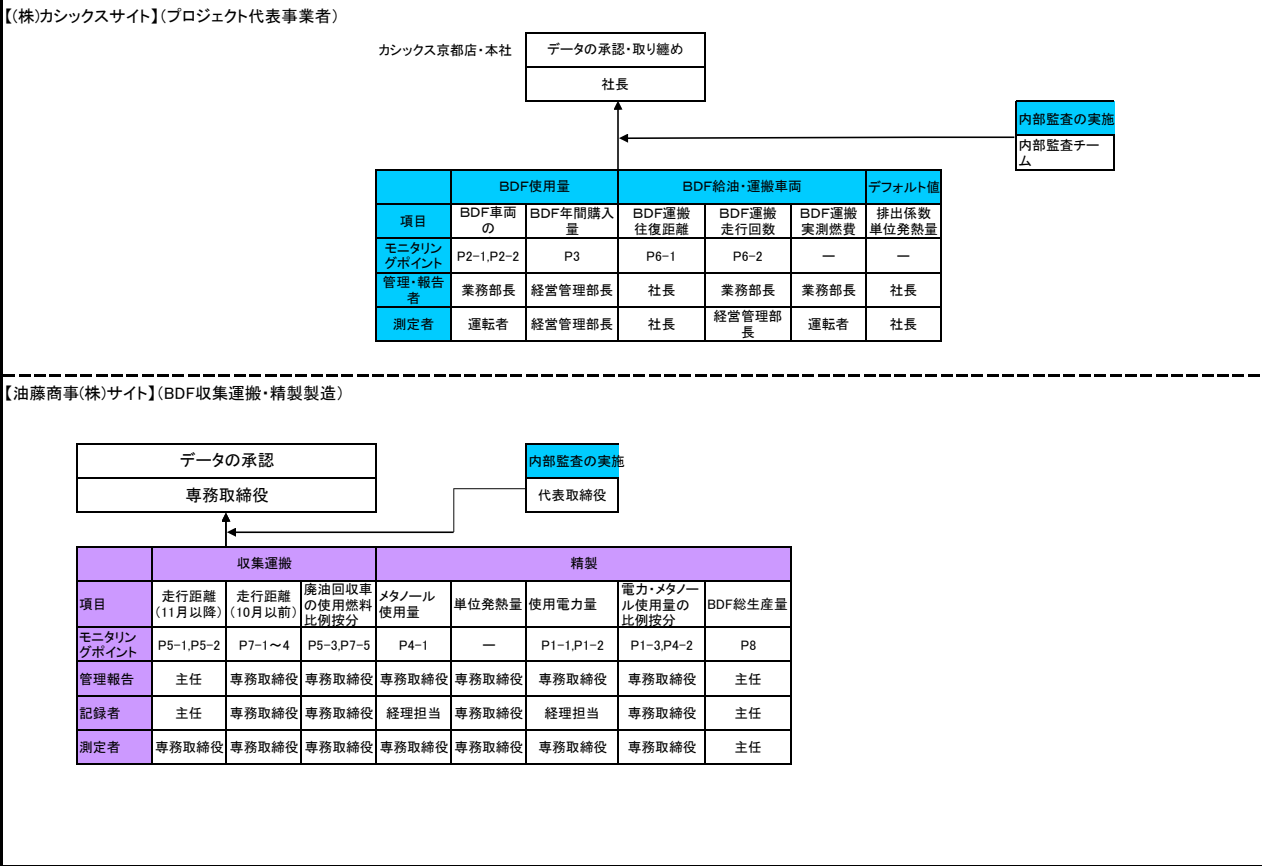 【(株)カシックスサイト】(プロジェクト代表事業者)
カシックス京都店・本社
データの承認・取り纏め
社長
内部監査の実施
内部監査チー
ム
BDF使用量
BDF給油・運搬車両
デフォルト値
項目
BDF車両
の
BDF年間購入
量
BDF運搬
往復距離
BDF運搬
走行回数
BDF運搬
実測燃費
排出係数
単位発熱量
モニタリン
グポイント
P2-1,P2-2
P3
P6-1
P6-2
―
―
管理・報告
者
業務部長
経営管理部長
社長
業務部長
業務部長
社長
測定者
運転者
経営管理部長
社長
経営管理部
長
運転者
社長
【油藤商事(株)サイト】(BDF収集運搬・精製製造)
データの承認
専務取締役
内部監査の実施
代表取締役
収集運搬
精製
項目
走行距離
(11月以降)
走行距離
(10月以前)
廃油回収車
の使用燃料
比例按分
メタノール
使用量
単位発熱量
使用電力量
電力・メタノー
ル使用量の
比例按分
BDF総生産量
モニタリン
グポイント
P5-1,P5-2
P7-1～4
P5-3,P7-5
P4-1
―
P1-1,P1-2
P1-3,P4-2
P8
管理報告
主任
専務取締役
専務取締役
専務取締役
専務取締役
専務取締役
専務取締役
主任
記録者
主任
専務取締役
専務取締役
経理担当
専務取締役
経理担当
専務取締役
主任
測定者
専務取締役
専務取締役
専務取締役
専務取締役
専務取締役
専務取締役
専務取締役
主任